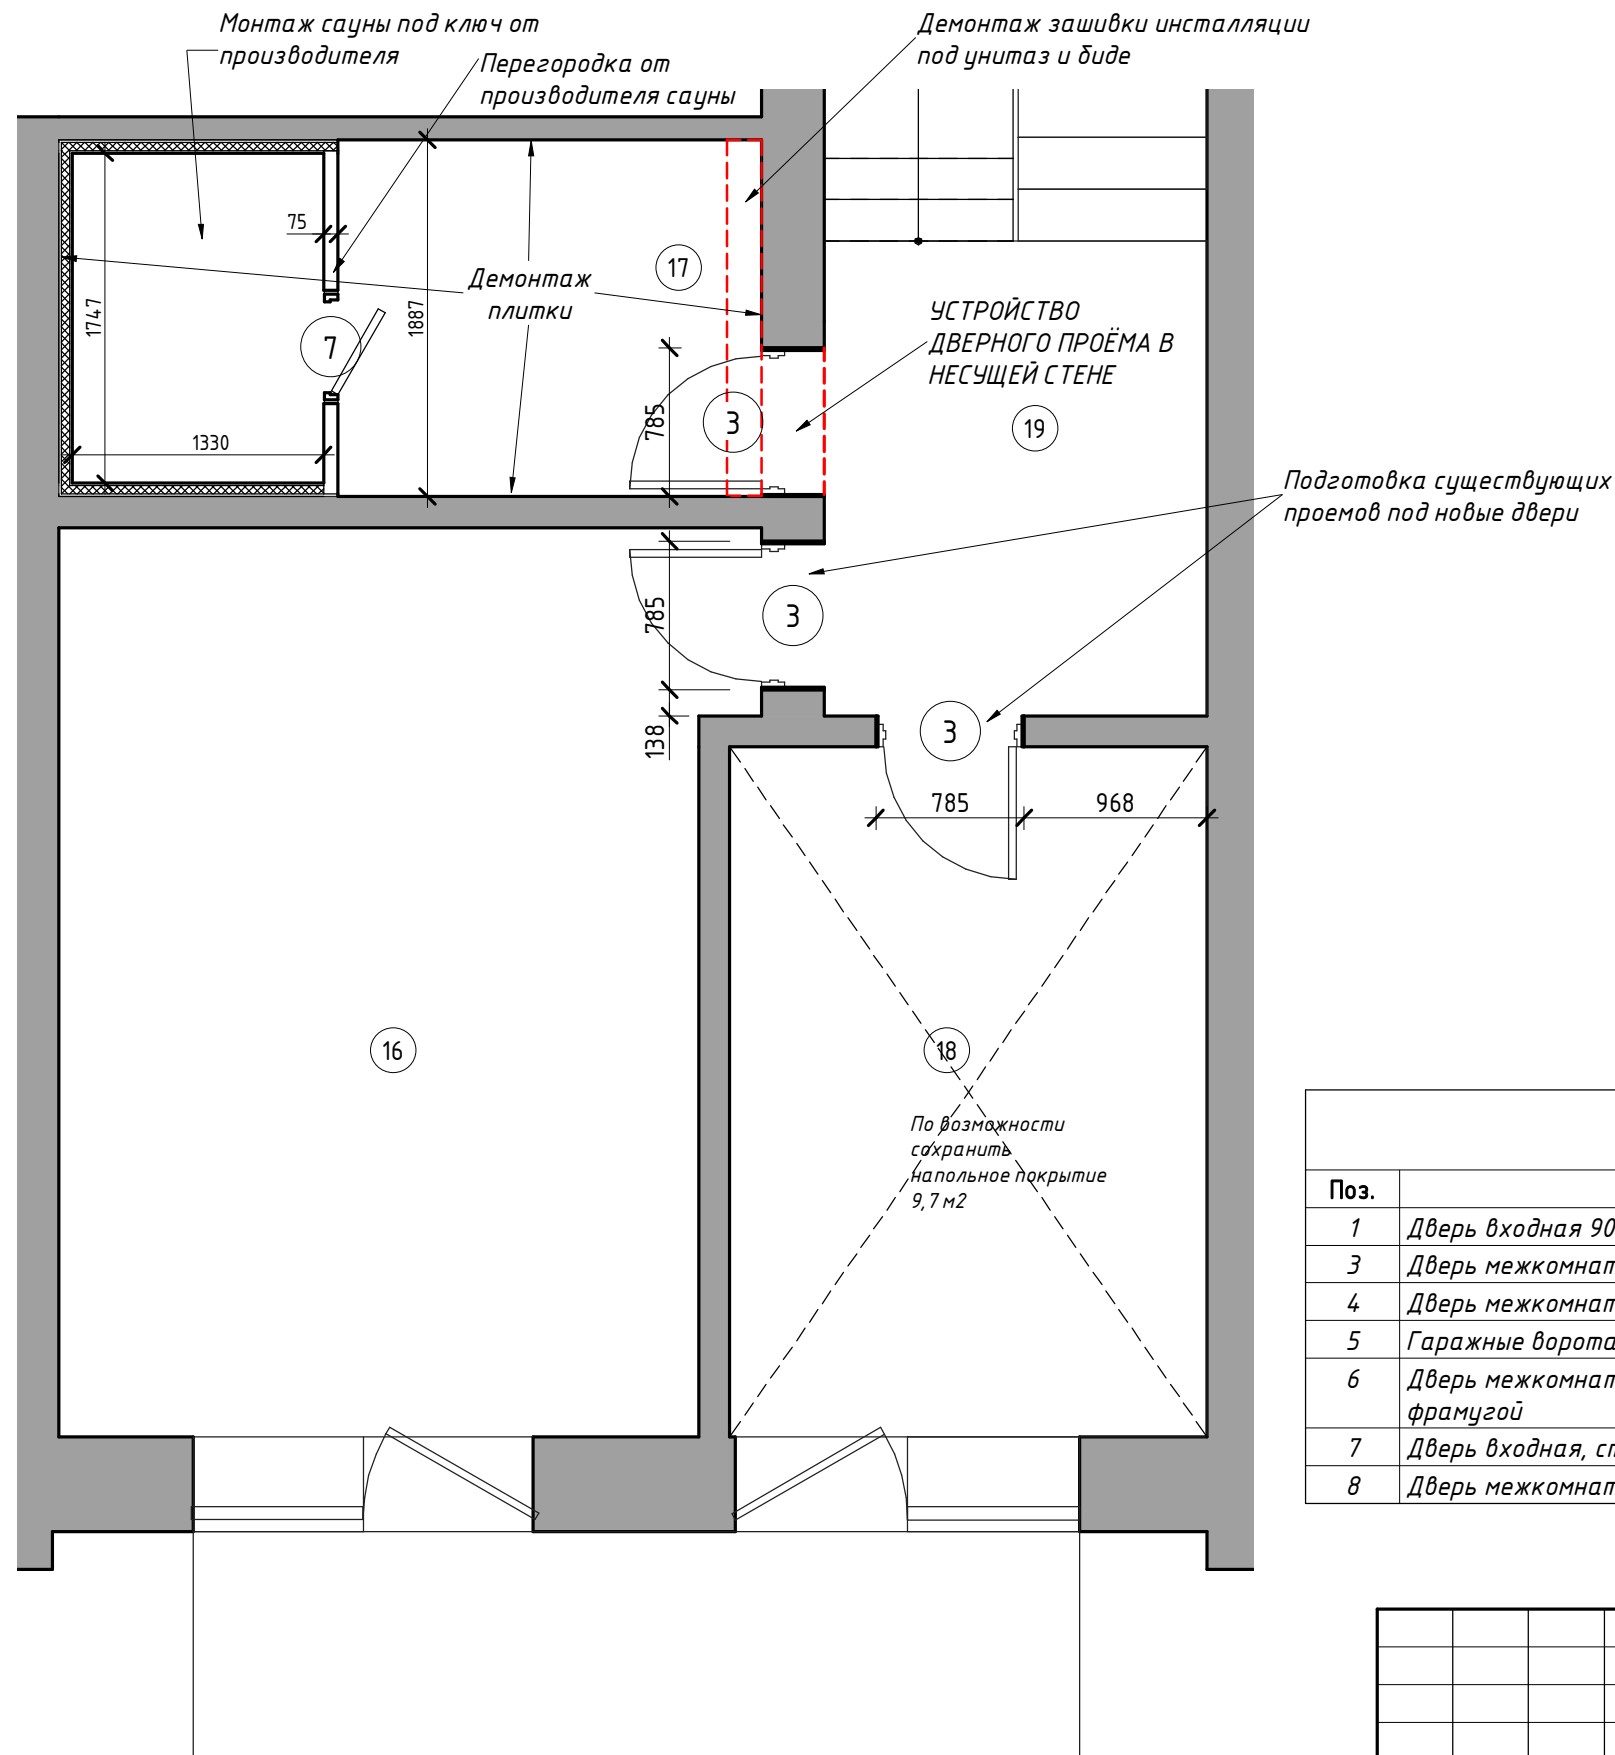 Монтаж сауны под ключ от
производителя
Перегородка от
производителя сауны
Демонтаж зашивки инсталляции
под унитаз и биде
75
17
Демонтаж
плитки
1747
1887
7
УСТРОЙСТВО
ДВЕРНОГО ПРОЁМА В
НЕСУЩЕЙ СТЕНЕ
785
3
19
1330
Подготовка существующих
проемов под новые двери
785
3
138
3
785
968
16
18
По возможности
сохранить
напольное покрытие
9,7 м2
Поз.
1 Дверь входная 90
3 Дверь межкомнат
4 Дверь межкомнат
5 Гаражные ворота
6 Дверь межкомнат
фрамугой
7 Дверь входная, ст
8 Дверь межкомнат